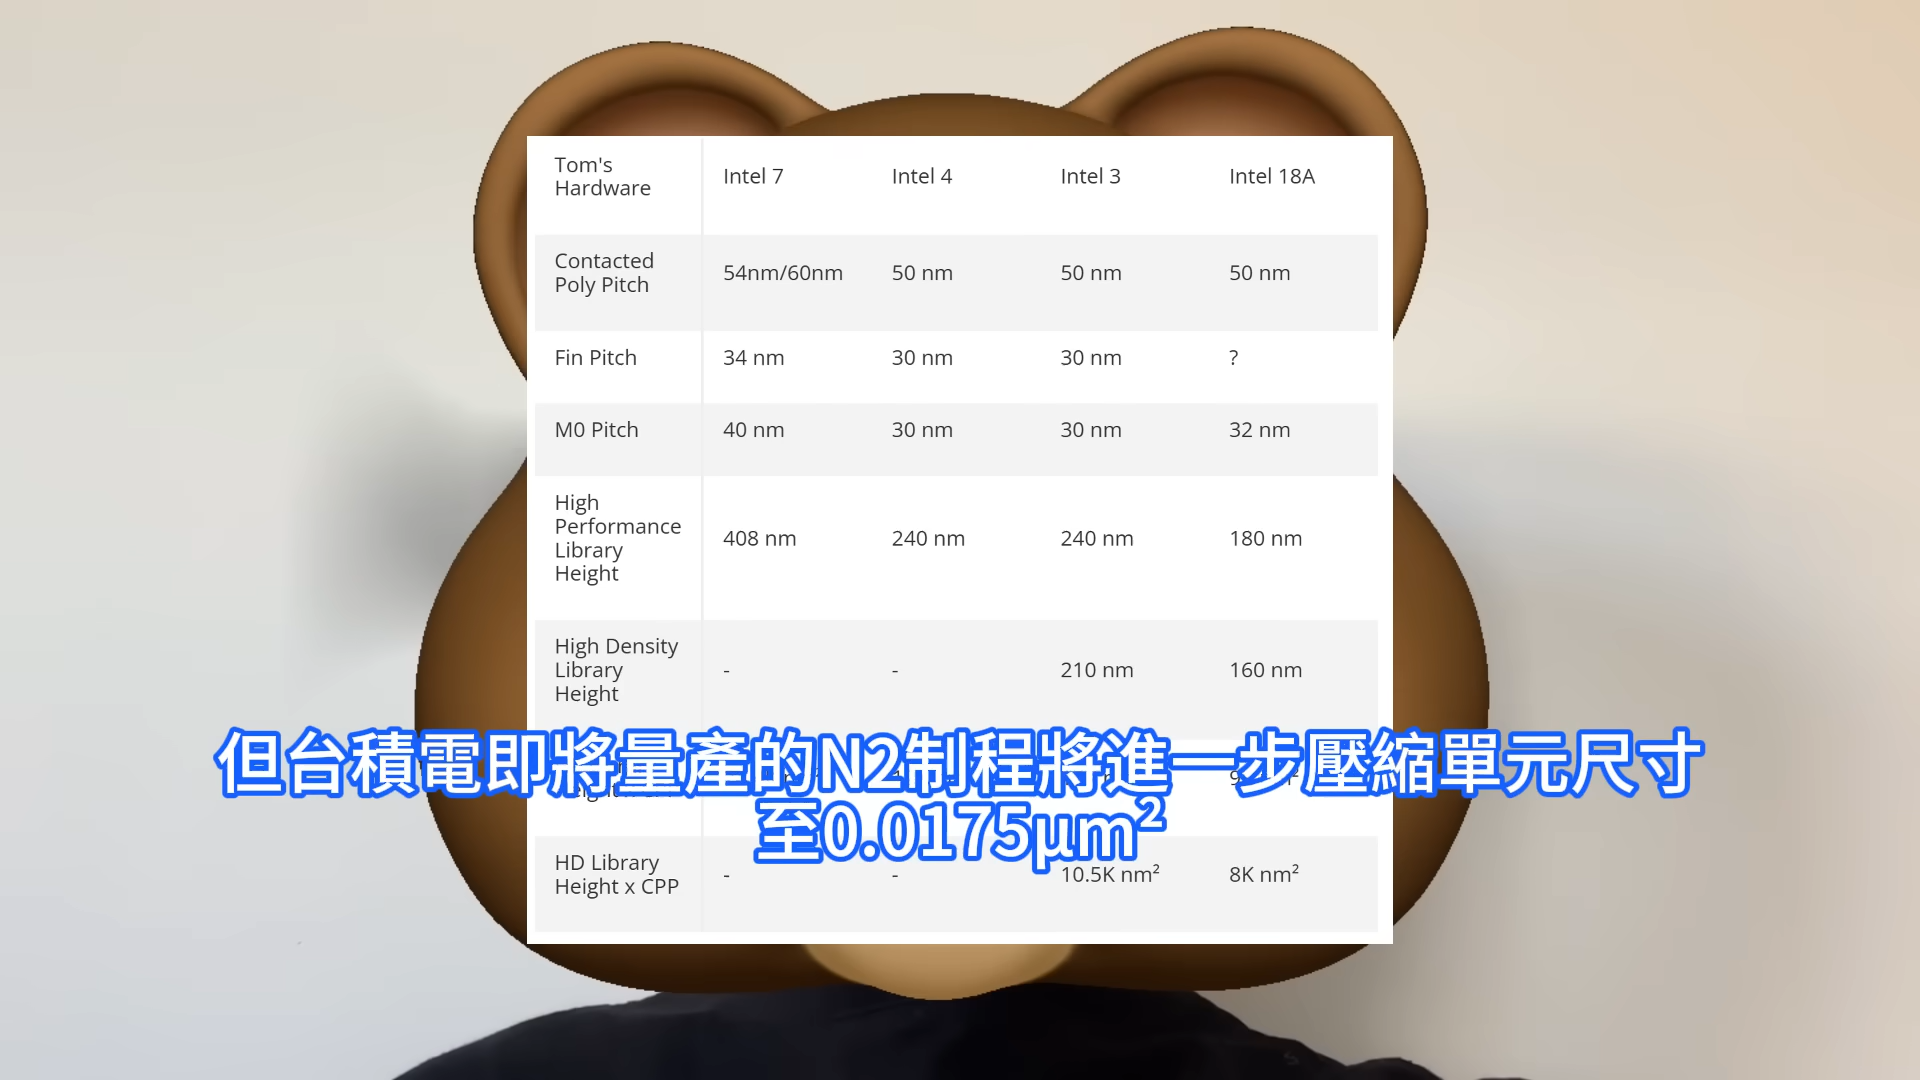 Tom's Hardware Intel 7 Intel 4 Intel 3 Intel 18A
Contacted Poly Pitch 54nm/60nm 50 nm 50 nm 50 nm
Fin Pitch 34 nm 30 nm 30 nm ?
M0 Pitch 40 nm 30 nm 30 nm 32 nm
High Performance Library Height 408 nm 240 nm 240 nm 180 nm
High Density Library Height - - 210 nm 160 nm
但台積電即將量產的N2制程將進一步壓縮單元尺寸
至0.0175μm²
HD Library Height x CPP - - 10.5K nm² 8K nm²